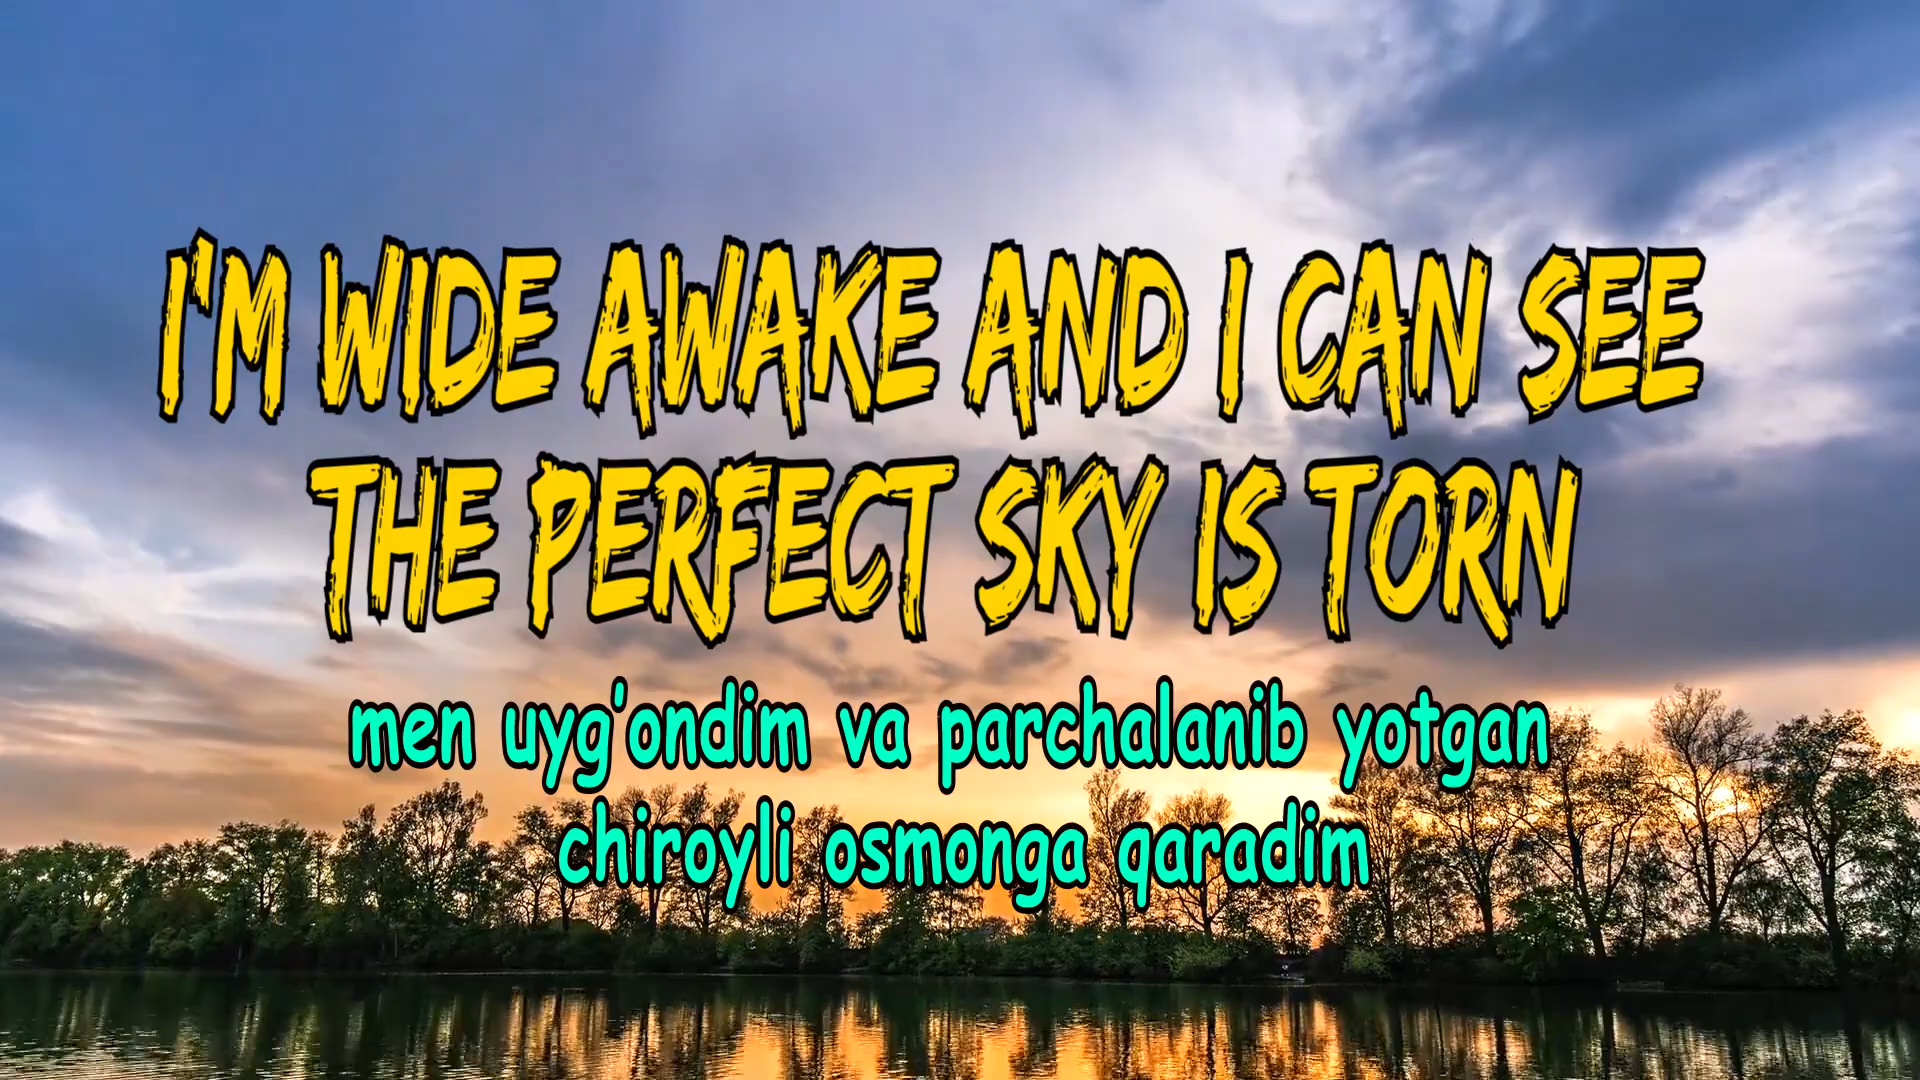 I'M WIDE AWAKE AND I CAN SEE
THE PERFECT SKY IS TORN
men uyg'ondim va parchalanib yotgan
chiroyli osmonga qaradim